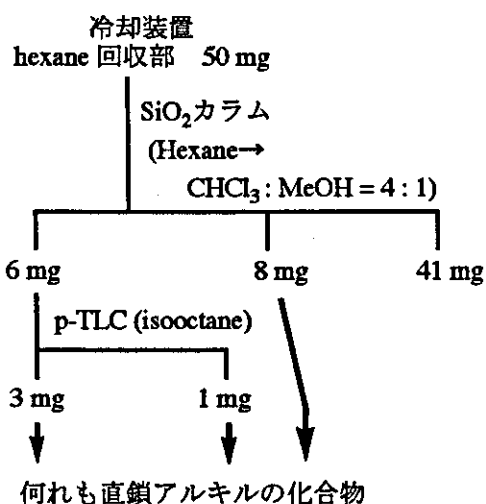 冷却装置
hexane 回収部 50 mg
SiO₂カラム
(Hexane→
CHCl₃ : MeOH = 4 : 1)
6 mg 8 mg 41 mg
p-TLC (isooctane)
3 mg 1 mg
何れも直鎖アルキルの化合物